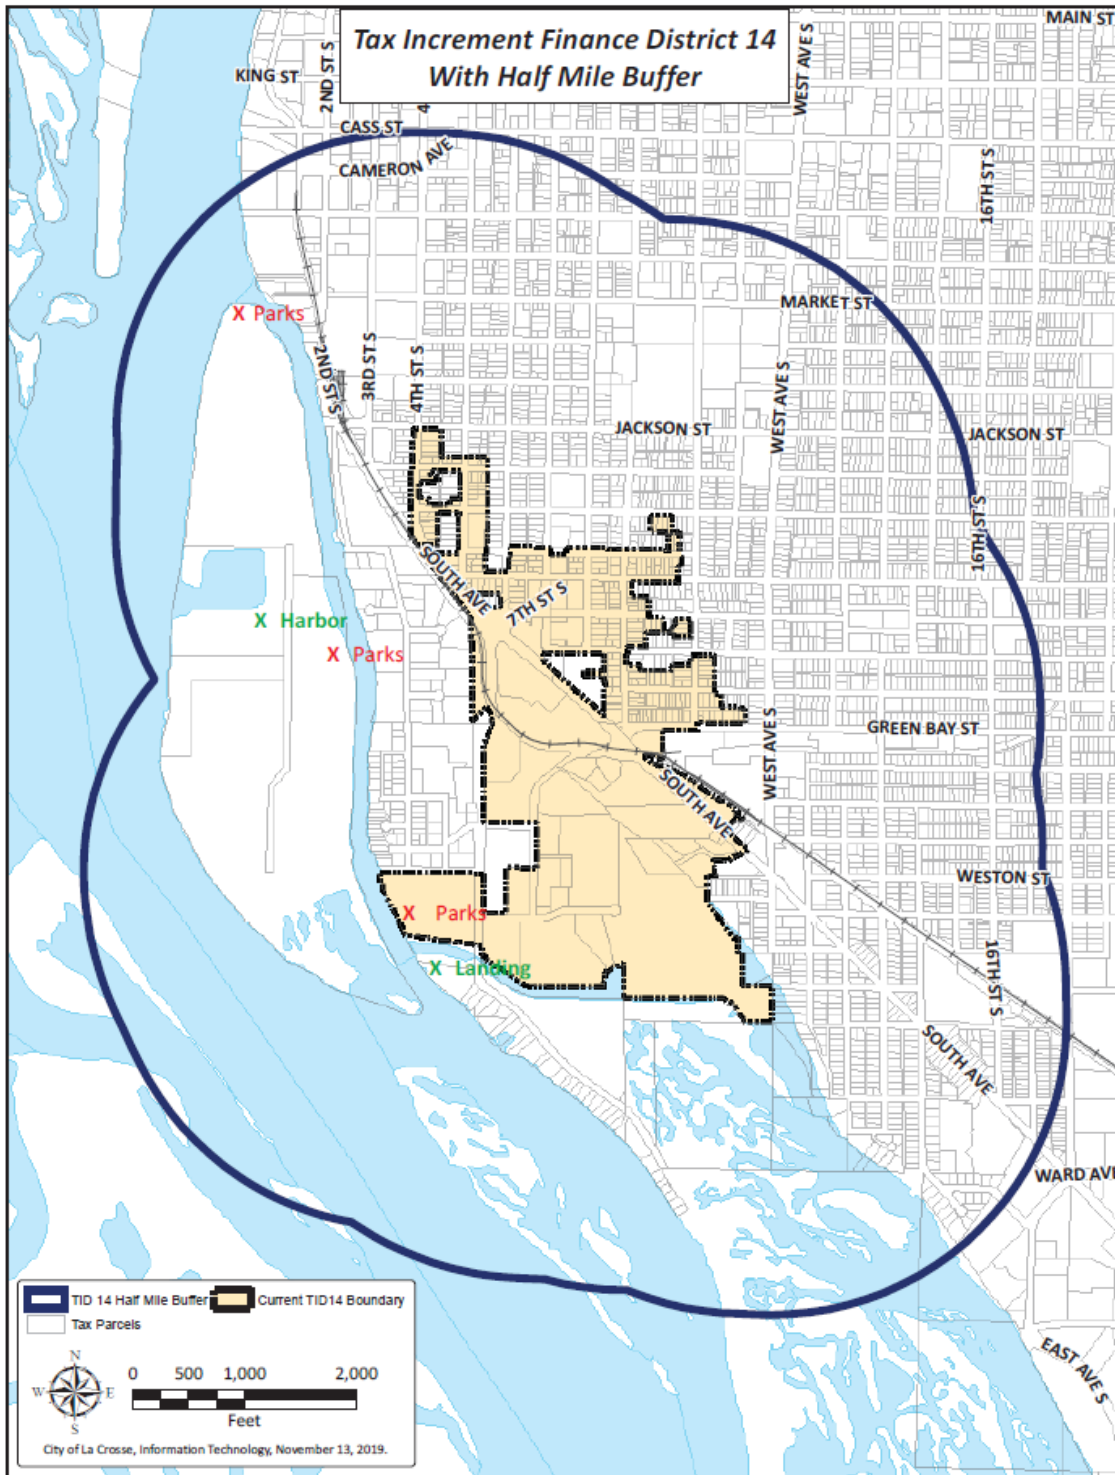 Tax Increment Finance District 14
With Half Mile Buffer
MAIN ST
KING ST
2ND ST S
4
WEST AVE S
CASS ST
CAMERON AVE
16TH ST S
X Parks
MARKET ST
2ND ST S
3RD ST S
4TH ST S
WEST AVE S
JACKSON ST
JACKSON ST
16TH ST S
SOUTH AVE
7TH ST S
X Harbor
X Parks
GREEN BAY ST
WEST AVE S
SOUTH AVE
WESTON ST
X Parks
X Landing
16TH ST S
SOUTH AVE
WARD AVE
EAST AVE S
TID 14 Half Mile Buffer
Current TID14 Boundary
Tax Parcels
N
W E
S
0 500 1,000 2,000
Feet
City of La Crosse, Information Technology, November 13, 2019.